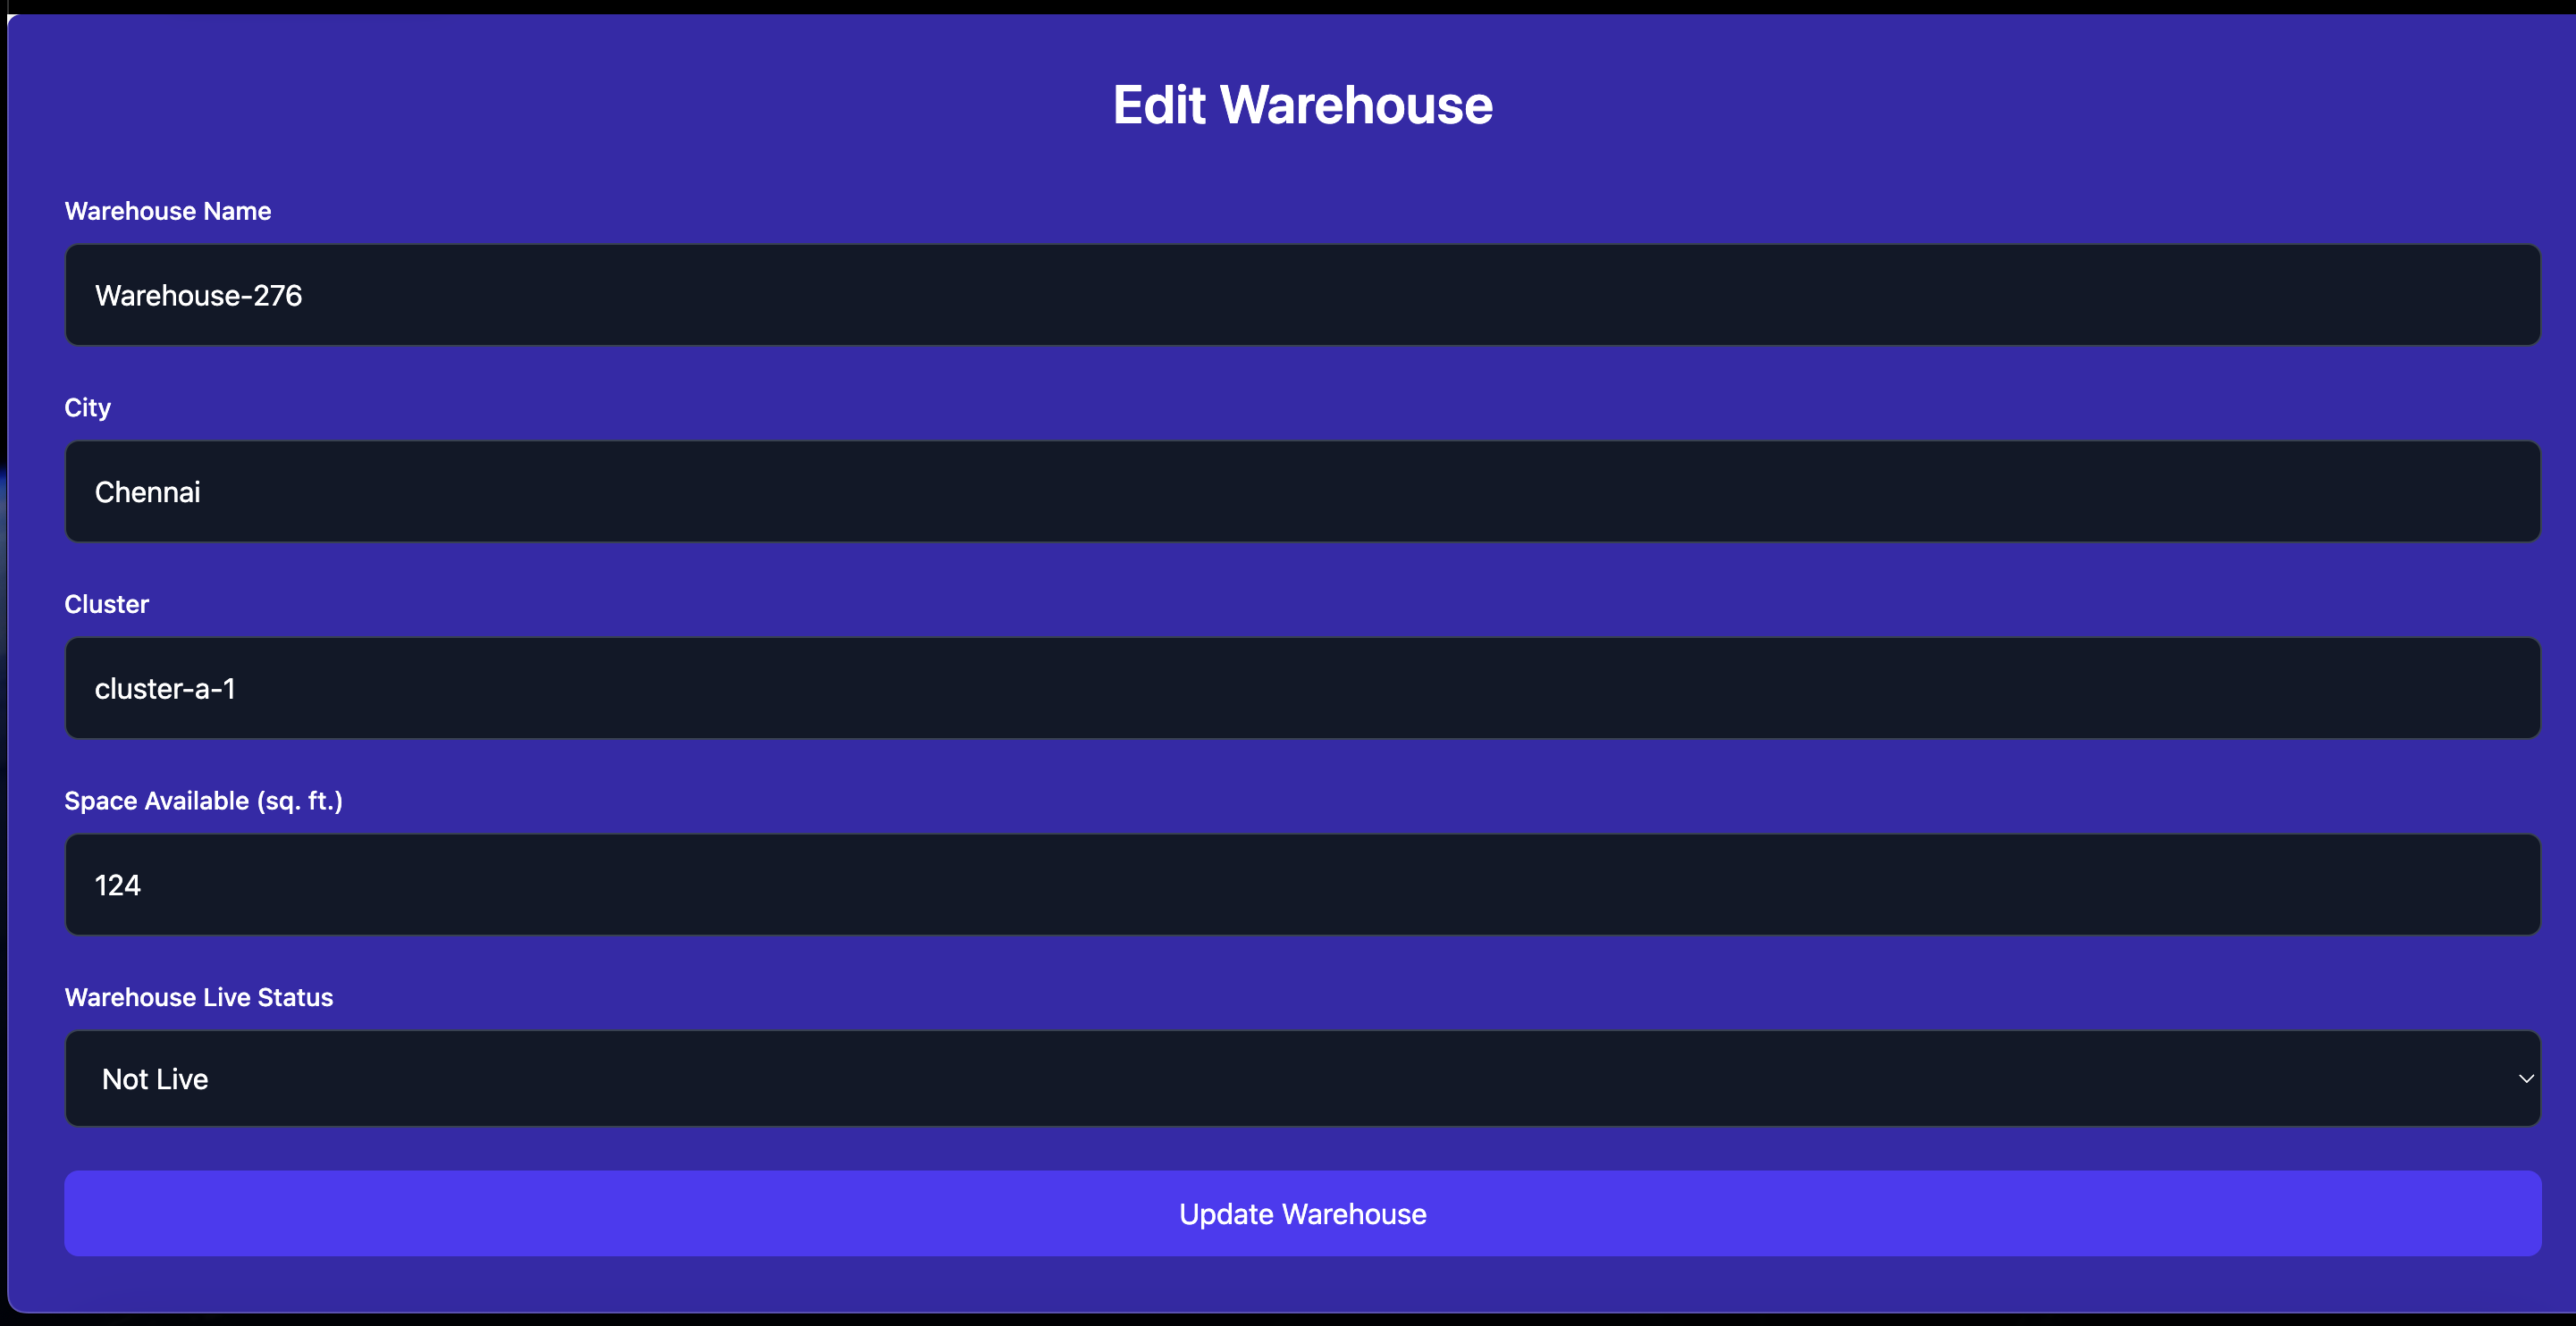 Edit Warehouse
Warehouse Name
Warehouse-276
City
Chennai
Cluster
cluster-a-1
Space Available (sq. ft.)
124
Warehouse Live Status
Not Live
Update Warehouse